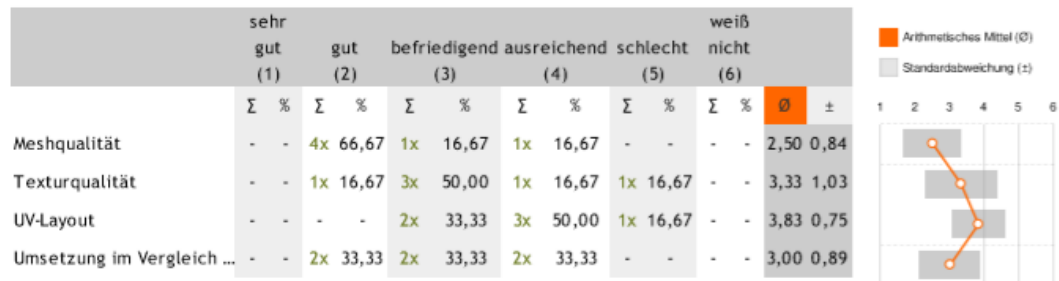 sehr weiß
gut gut befriedigend ausreichend schlecht nicht
(1) (2) (3) (4) (5) (6)
Σ % Σ % Σ % Σ % Σ % Σ % Ø ±
Meshqualität - - 4x 66,67 1x 16,67 1x 16,67 - - - - 2,50 0,84
Texturqualität - - 1x 16,67 3x 50,00 1x 16,67 1x 16,67 - - 3,33 1,03
UV-Layout - - - - 2x 33,33 3x 50,00 1x 16,67 - - 3,83 0,75
Umsetzung im Vergleich ... - - 2x 33,33 2x 33,33 2x 33,33 - - - - 3,00 0,89
Arithmetisches Mittel (Ø)
Standardabweichung (±)
1 2 3 4 5 6